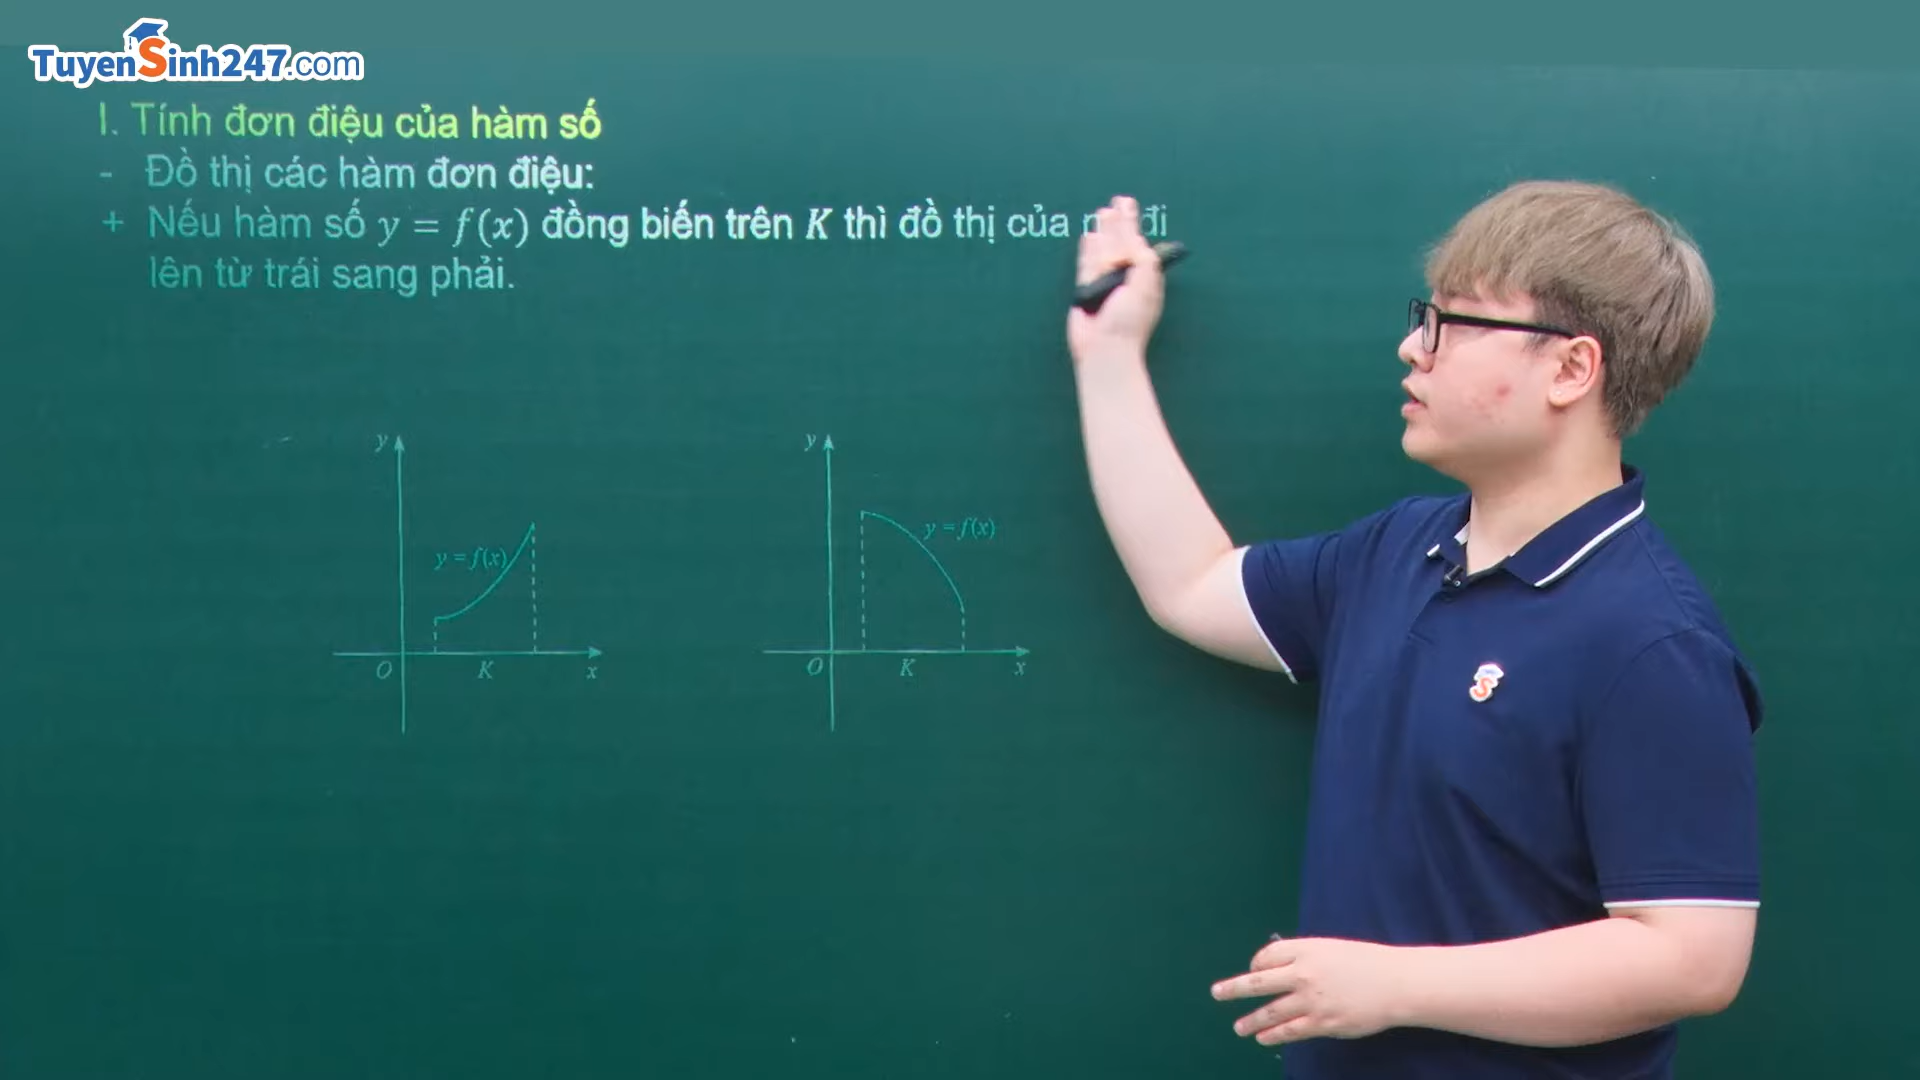 TuyenSinh247.com
I. Tính đơn điệu của hàm số
- Đồ thị các hàm đơn điệu:
+ Nếu hàm số y = f(x) đồng biến trên K thì đồ thị của đi
lên từ trái sang phải.
y
y
y = f(x)
y = f(x)
O K x
O K x
S